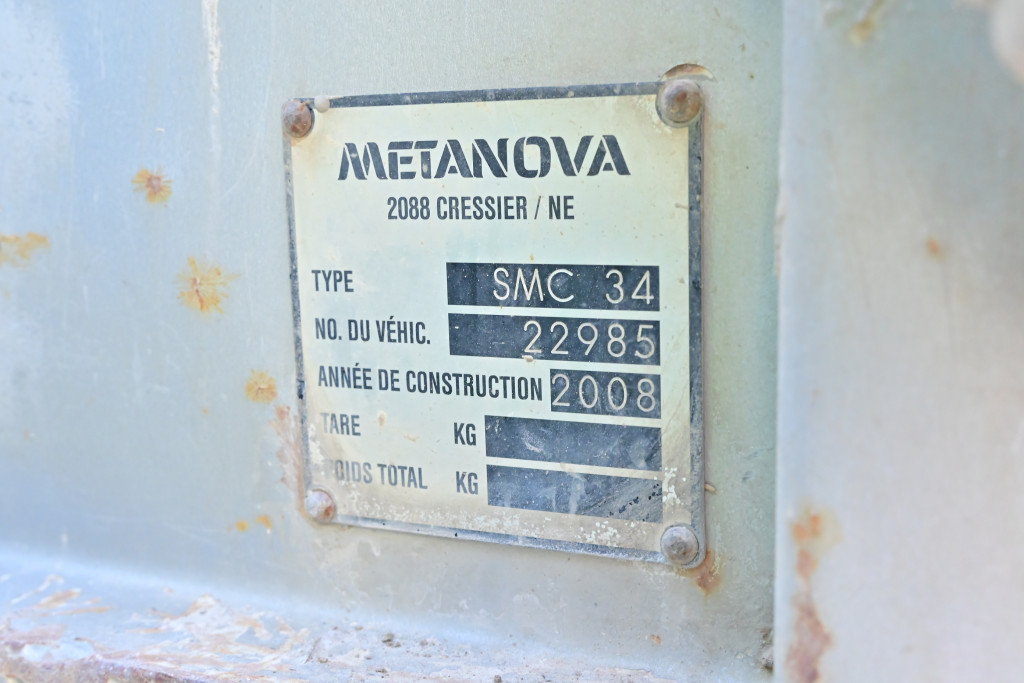 METANOVA
2088 CRESSIER / NE
TYPE SMC 34
NO. DU VÉHIC. 22985
ANNÉE DE CONSTRUCTION 2008
TARE KG
POIDS TOTAL KG